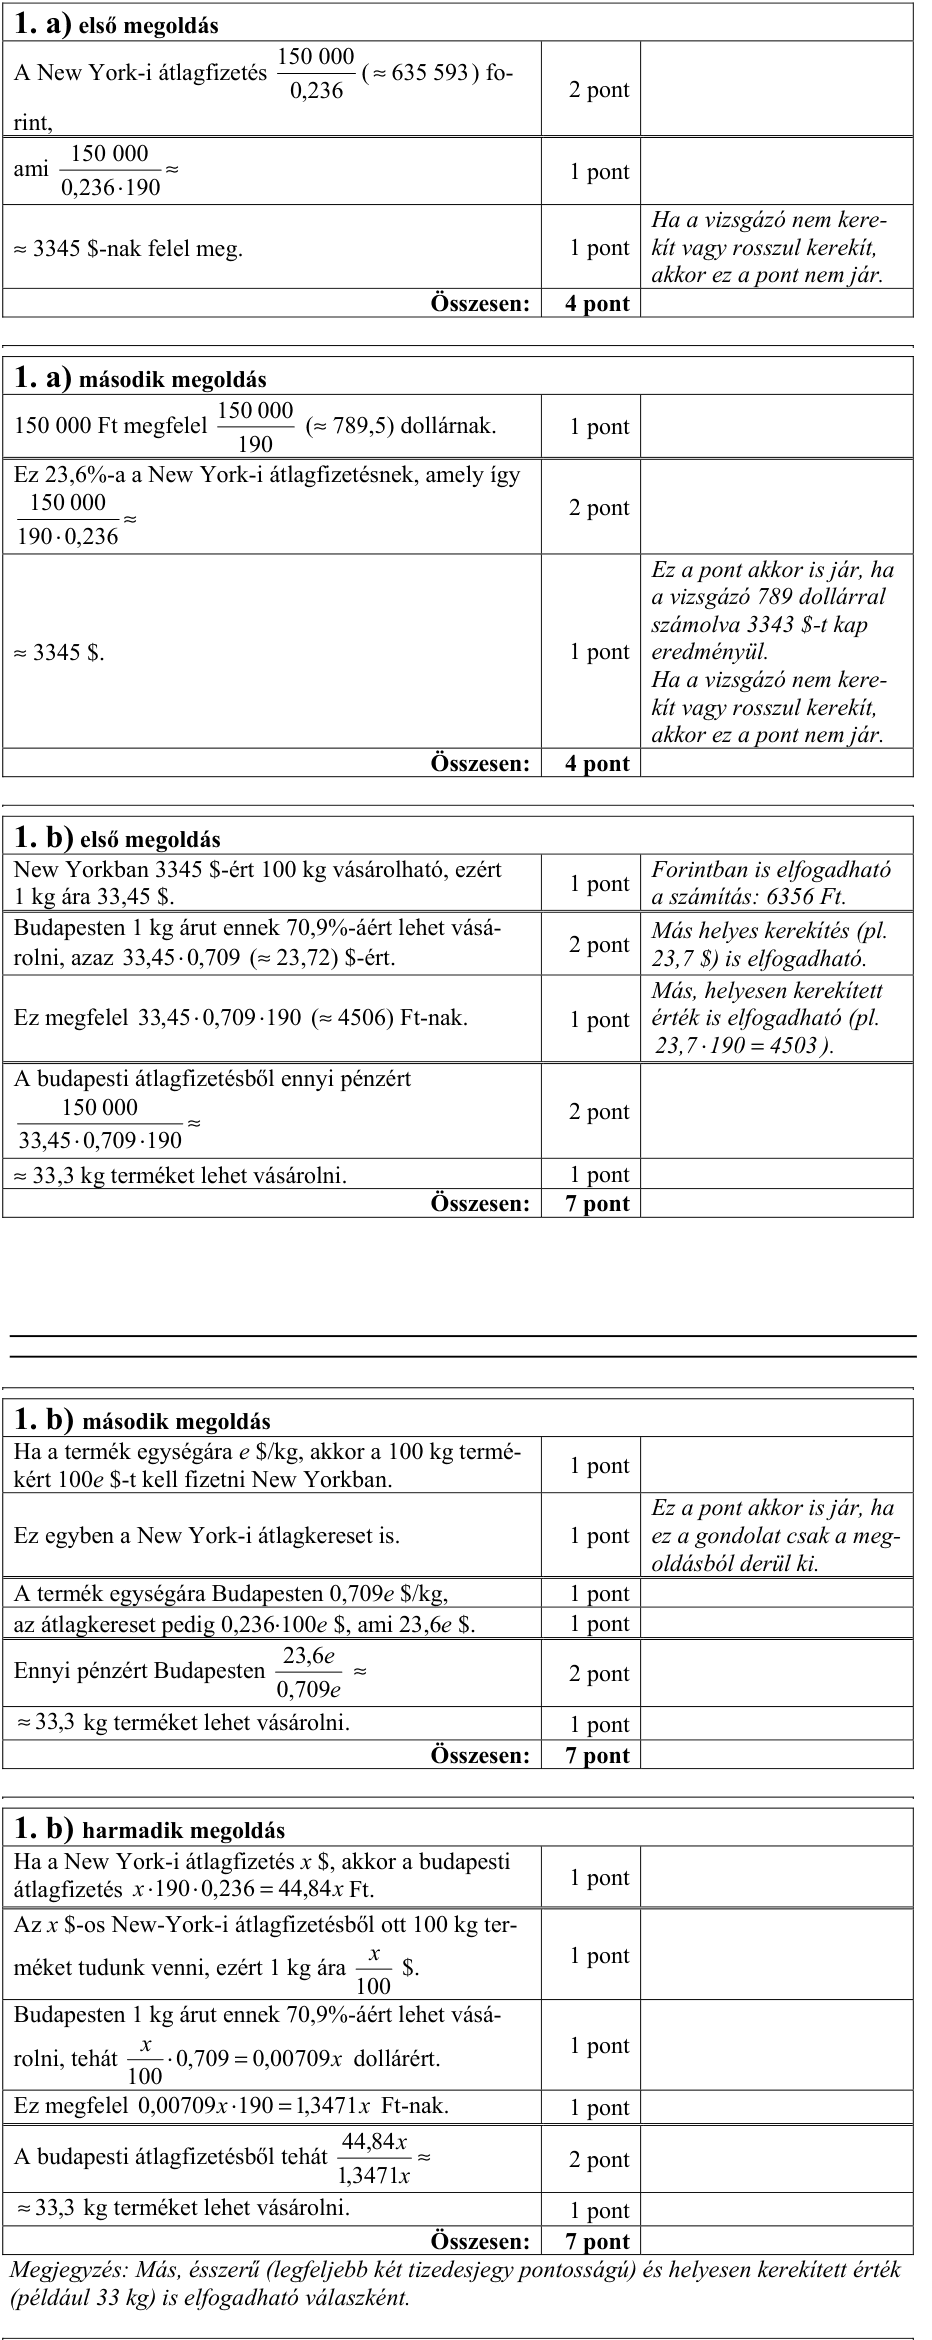 1. a) első megoldás
A New York-i átlagfizetés 150 000 / 0,236 (≈ 635 593) fo-
rint,
2 pont
ami 150 000 / 0,236·190 ≈
1 pont
≈ 3345 $-nak felel meg.
1 pont
Ha a vizsgázó nem kere-
kít vagy rosszul kerekít,
akkor ez a pont nem jár.
Összesen: 4 pont
1. a) második megoldás
150 000 Ft megfelel 150 000 / 190 (≈ 789,5) dollárnak.
1 pont
Ez 23,6%-a a New York-i átlagfizetésnek, amely így
150 000 / 190·0,236 ≈
2 pont
≈ 3345 $.
1 pont
Ez a pont akkor is jár, ha
a vizsgázó 789 dollárral
számolva 3343 $-t kap
eredményül.
Ha a vizsgázó nem kere-
kít vagy rosszul kerekít,
akkor ez a pont nem jár.
Összesen: 4 pont
1. b) első megoldás
New Yorkban 3345 $-ért 100 kg vásárolható, ezért
1 kg ára 33,45 $.
1 pont
Forintban is elfogadható
a számítás: 6356 Ft.
Budapesten 1 kg árut ennek 70,9%-áért lehet vásá-
rolni, azaz 33,45·0,709 (≈ 23,72) $-ért.
2 pont
Más helyes kerekítés (pl.
23,7 $) is elfogadható.
Ez megfelel 33,45·0,709·190 (≈ 4506) Ft-nak.
1 pont
Más, helyesen kerekített
érték is elfogadható (pl.
23,7·190 = 4503).
A budapesti átlagfizetésből ennyi pénzért
150 000 / 33,45·0,709·190 ≈
2 pont
≈ 33,3 kg terméket lehet vásárolni.
1 pont
Összesen: 7 pont
1. b) második megoldás
Ha a termék egységára e $/kg, akkor a 100 kg termé-
kért 100e $-t kell fizetni New Yorkban.
1 pont
Ez egyben a New York-i átlagkereset is.
1 pont
Ez a pont akkor is jár, ha
ez a gondolat csak a meg-
oldásból derül ki.
A termék egységára Budapesten 0,709e $/kg,
1 pont
az átlagkereset pedig 0,236·100e $, ami 23,6e $.
1 pont
Ennyi pénzért Budapesten 23,6e / 0,709e ≈
2 pont
≈ 33,3 kg terméket lehet vásárolni.
1 pont
Összesen: 7 pont
1. b) harmadik megoldás
Ha a New York-i átlagfizetés x $, akkor a budapesti
átlagfizetés x·190·0,236 = 44,84x Ft.
1 pont
Az x $-os New-York-i átlagfizetésből ott 100 kg ter-
méket tudunk venni, ezért 1 kg ára x / 100 $.
1 pont
Budapesten 1 kg árut ennek 70,9%-áért lehet vásá-
rolni, tehát x / 100 · 0,709 = 0,00709x dollárért.
1 pont
Ez megfelel 0,00709x·190 = 1,3471x Ft-nak.
1 pont
A budapesti átlagfizetésből tehát 44,84x / 1,3471x ≈
2 pont
≈ 33,3 kg terméket lehet vásárolni.
1 pont
Összesen: 7 pont
Megjegyzés: Más, ésszerű (legfeljebb két tizedesjegy pontosságú) és helyesen kerekített érték
(például 33 kg) is elfogadható válaszként.